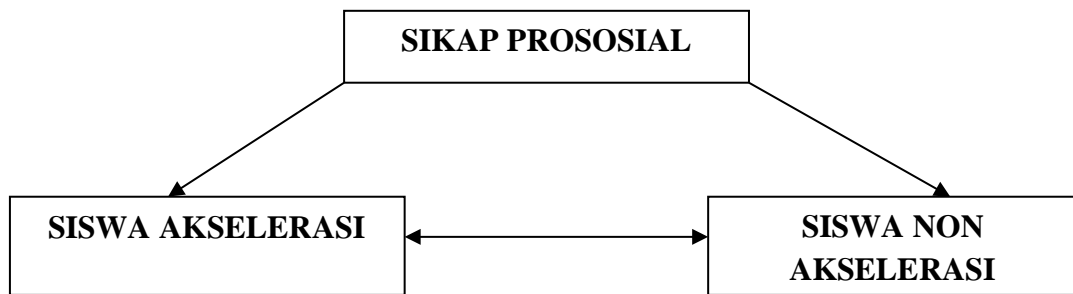 SIKAP PROSOSIAL
SISWA AKSELERASI
SISWA NON
AKSELERASI